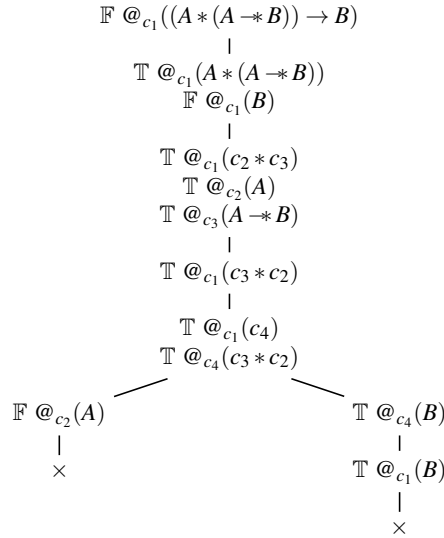 𝔽 @c₁((A ∗ (A −∗ B)) → B)
𝕋 @c₁(A ∗ (A −∗ B))
𝔽 @c₁(B)
𝕋 @c₁(c₂ ∗ c₃)
𝕋 @c₂(A)
𝕋 @c₃(A −∗ B)
𝕋 @c₁(c₃ ∗ c₂)
𝕋 @c₁(c₄)
𝕋 @c₄(c₃ ∗ c₂)
𝔽 @c₂(A)
×
𝕋 @c₄(B)
𝕋 @c₁(B)
×